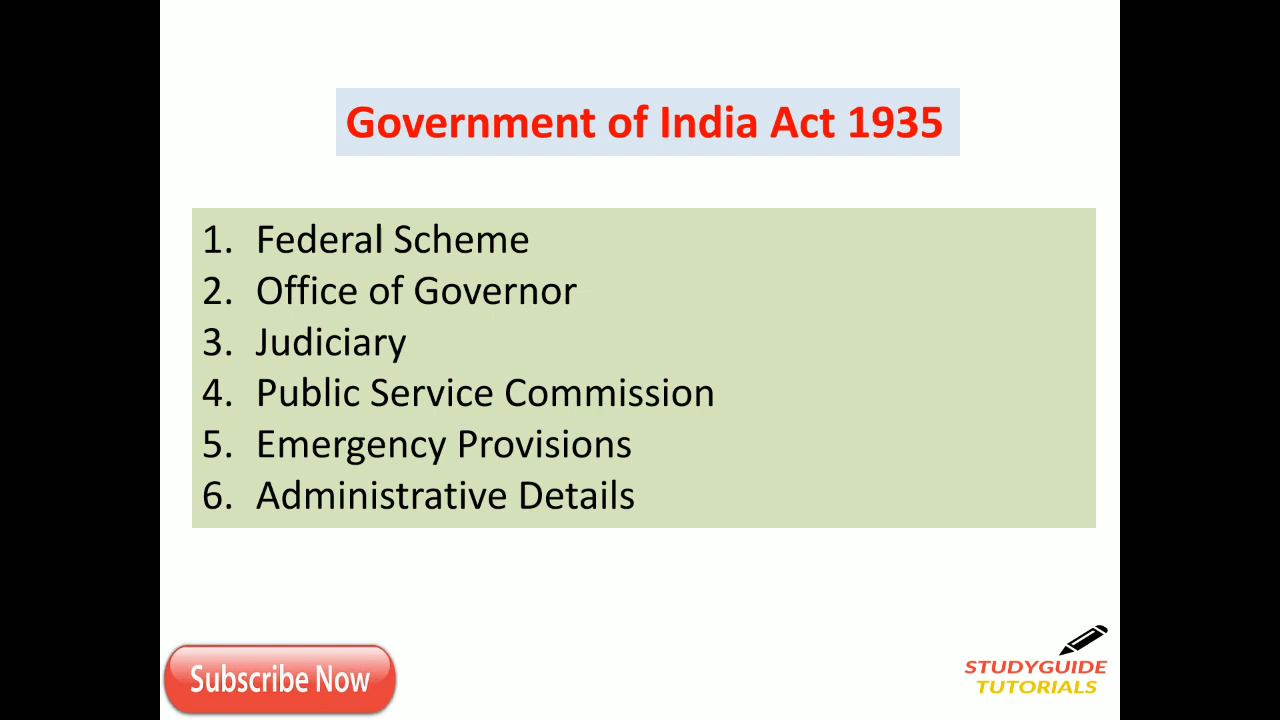 Government of India Act 1935
1. Federal Scheme
2. Office of Governor
3. Judiciary
4. Public Service Commission
5. Emergency Provisions
6. Administrative Details
Subscribe Now
STUDYGUIDE
TUTORIALS